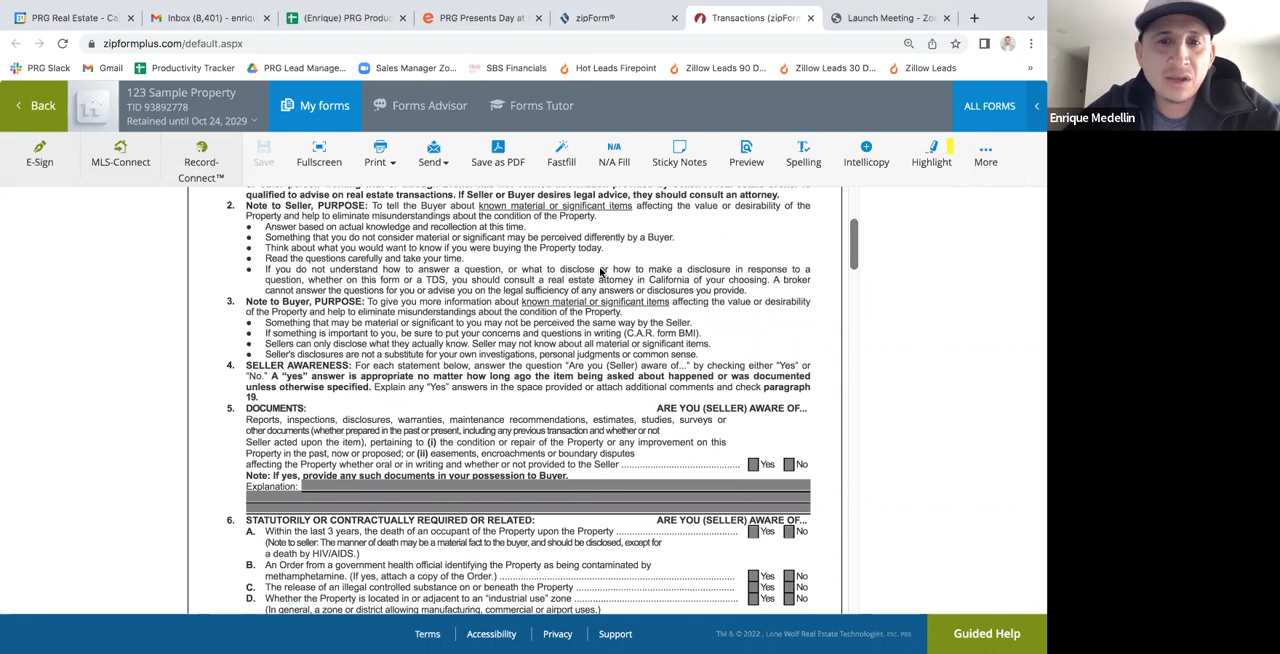 PRG Real Estate - Ca
Inbox (8,401) - enriqu
(Enrique) PRG Produc
PRG Presents Day at
zipForm®
Transactions (zipForm
Launch Meeting - Zoo
zipformplus.com/default.aspx
PRG Slack
Gmail
Productivity Tracker
PRG Lead Manage...
Sales Manager Zo...
SBS Financials
Hot Leads Firepoint
Zillow Leads 90 D...
Zillow Leads 30 D...
Zillow Leads
Back
123 Sample Property
TID 93892778
Retained until Oct 24, 2029
My forms
Forms Advisor
Forms Tutor
ALL FORMS
Enrique Medellin
E-Sign
MLS-Connect
Record-Connect™
Save
Fullscreen
Print
Send
Save as PDF
Fastfill
N/A
N/A Fill
Sticky Notes
Preview
Spelling
Intellicopy
Highlight
More
qualified to advise on real estate transactions. If Seller or Buyer desires legal advice, they should consult an attorney.
2. Note to Seller, PURPOSE: To tell the Buyer about known material or significant items affecting the value or desirability of the
Property and help to eliminate misunderstandings about the condition of the Property.
● Answer based on actual knowledge and recollection at this time.
● Something that you do not consider material or significant may be perceived differently by a Buyer.
● Think about what you would want to know if you were buying the Property today.
● Read the questions carefully and take your time.
● If you do not understand how to answer a question, or what to disclose or how to make a disclosure in response to a
question, whether on this form or a TDS, you should consult a real estate attorney in California of your choosing. A broker
cannot answer the questions for you or advise you on the legal sufficiency of any answers or disclosures you provide.
3. Note to Buyer, PURPOSE: To give you more information about known material or significant items affecting the value or desirability
of the Property and help to eliminate misunderstandings about the condition of the Property.
● Something that may be material or significant to you may not be perceived the same way by the Seller.
● If something is important to you, be sure to put your concerns and questions in writing (C.A.R. form BMI).
● Sellers can only disclose what they actually know. Seller may not know about all material or significant items.
● Seller's disclosures are not a substitute for your own investigations, personal judgments or common sense.
4. SELLER AWARENESS: For each statement below, answer the question "Are you (Seller) aware of..." by checking either "Yes" or
"No." A "yes" answer is appropriate no matter how long ago the item being asked about happened or was documented
unless otherwise specified. Explain any "Yes" answers in the space provided or attach additional comments and check paragraph
19.
5. DOCUMENTS: ARE YOU (SELLER) AWARE OF...
Reports, inspections, disclosures, warranties, maintenance recommendations, estimates, studies, surveys or
other documents (whether prepared in the past or present, including any previous transaction and whether or not
Seller acted upon the item), pertaining to (i) the condition or repair of the Property or any improvement on this
Property in the past, now or proposed; or (ii) easements, encroachments or boundary disputes
affecting the Property whether oral or in writing and whether or not provided to the Seller ........ Yes No
Note: If yes, provide any such documents in your possession to Buyer.
Explanation:
6. STATUTORILY OR CONTRACTUALLY REQUIRED OR RELATED: ARE YOU (SELLER) AWARE OF...
A. Within the last 3 years, the death of an occupant of the Property upon the Property ........ Yes No
(Note to seller: The manner of death may be a material fact to the buyer, and should be disclosed, except for
a death by HIV/AIDS.)
B. An Order from a government health official identifying the Property as being contaminated by
methamphetamine. (If yes, attach a copy of the Order.) ........ Yes No
C. The release of an illegal controlled substance on or beneath the Property ........ Yes No
D. Whether the Property is located in or adjacent to an "industrial use" zone ........ Yes No
(In general, a zone or district allowing manufacturing, commercial or airport uses.)
Terms
Accessibility
Privacy
Support
TM & © 2022 , Lone Wolf Real Estate Technologies, Inc.
Guided Help